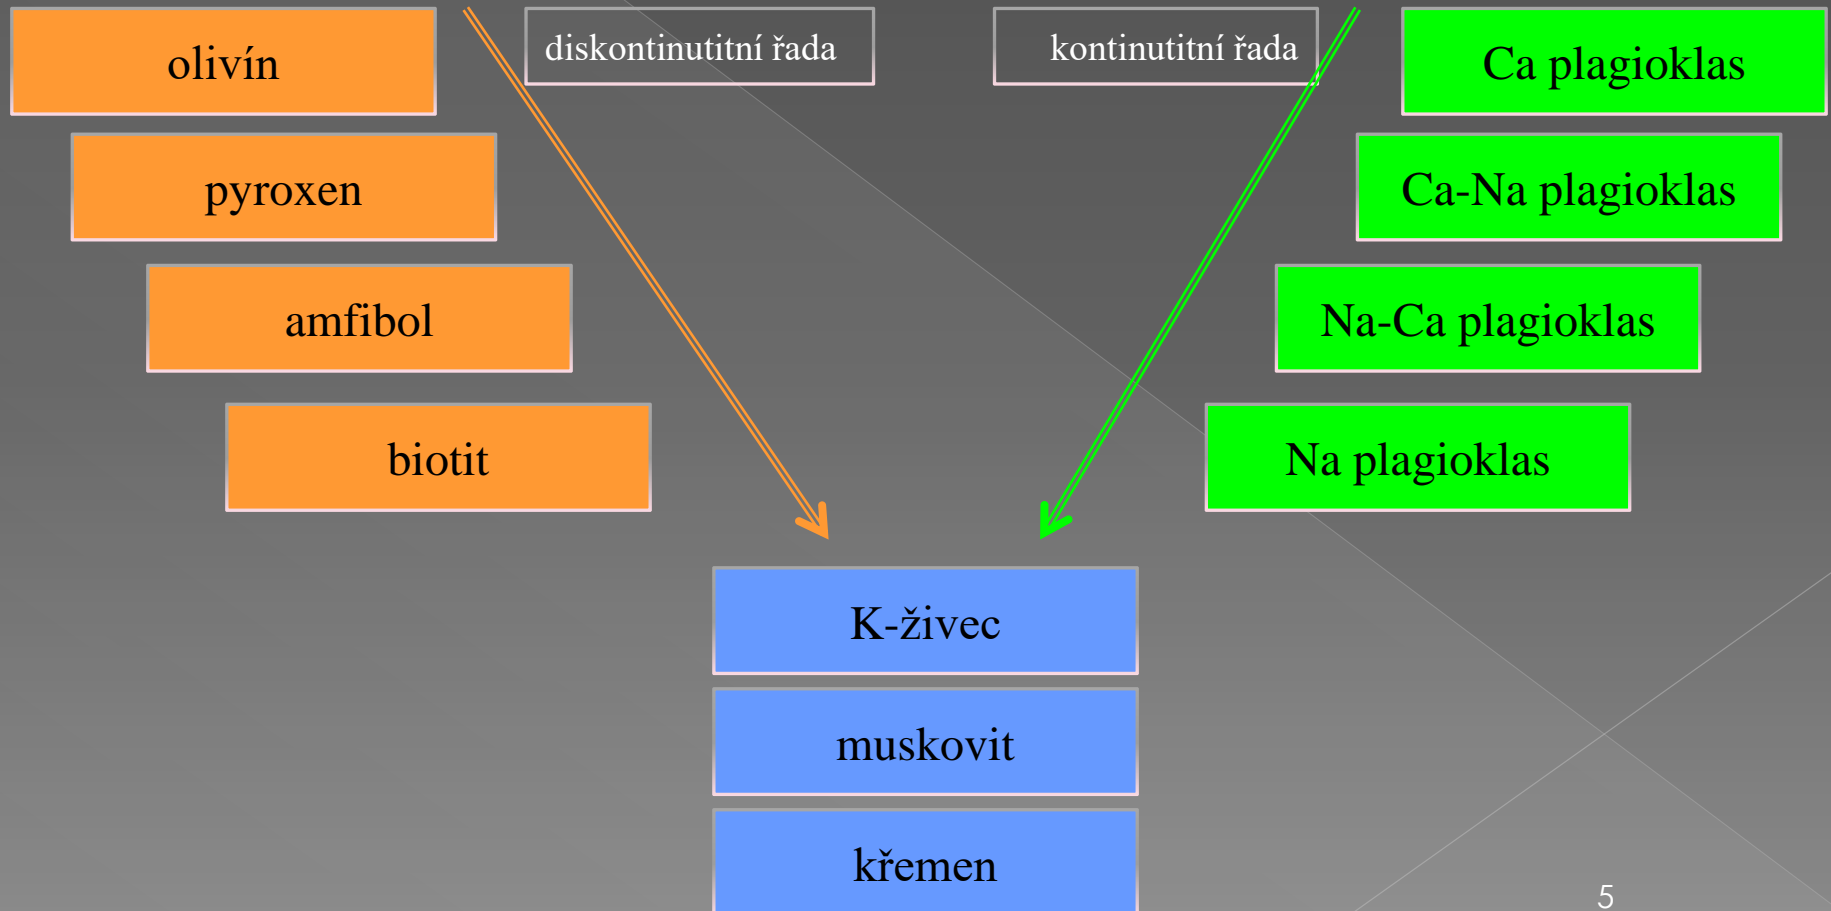 olivín
diskontinutitní řada
kontinutitní řada
Ca plagioklas
pyroxen
Ca-Na plagioklas
amfibol
Na-Ca plagioklas
biotit
Na plagioklas
K-živec
muskovit
křemen
5